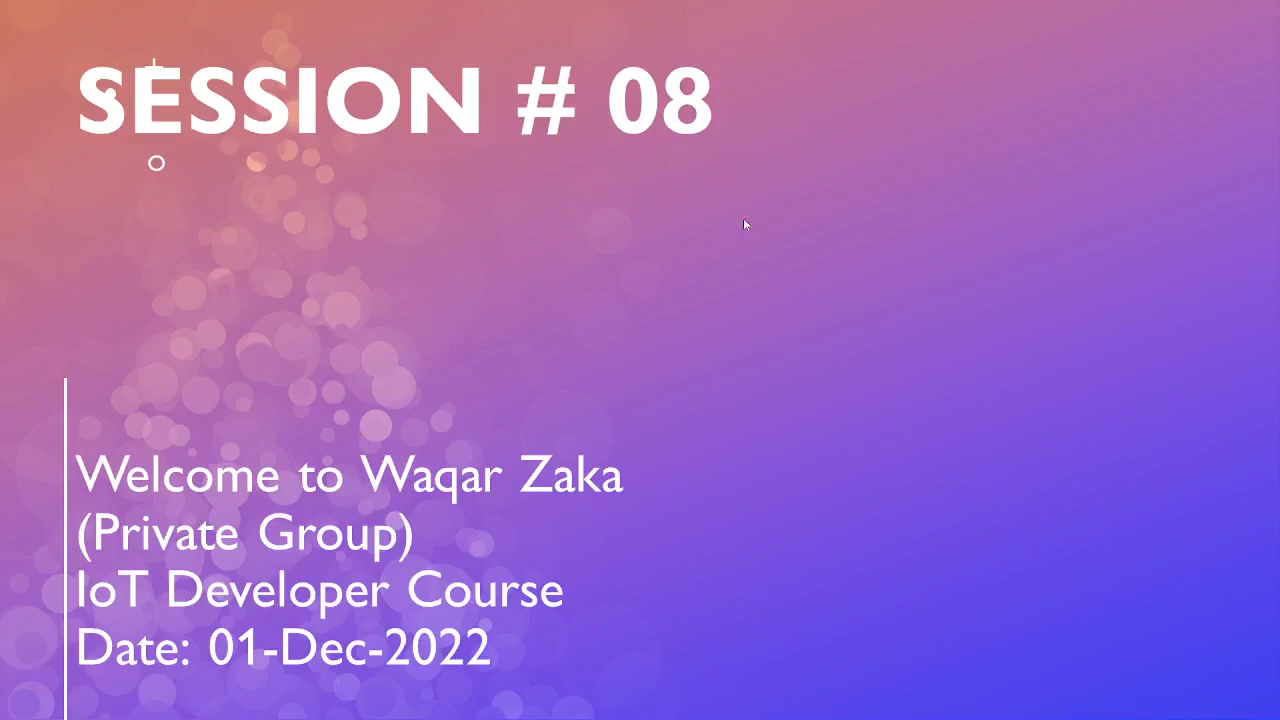 SESSION # 08
Welcome to Waqar Zaka
(Private Group)
IoT Developer Course
Date: 01-Dec-2022